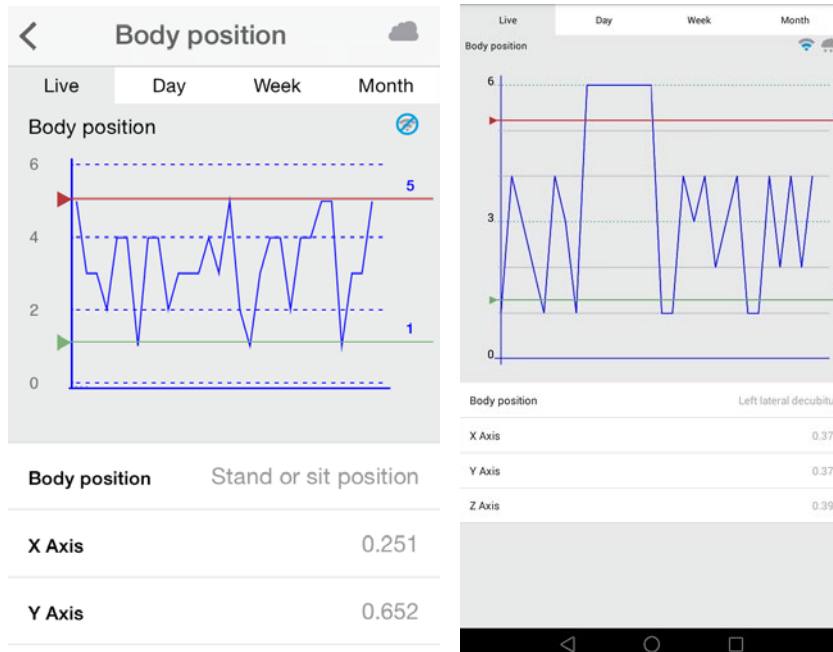 Body position
Live Day Week Month
Body position
6
5
4
2
1
0
Body position Stand or sit position
X Axis 0.251
Y Axis 0.652
Live Day Week Month
Body position
6
3
0
Body position Left lateral decubitu
X Axis 0.37
Y Axis 0.37
Z Axis 0.39